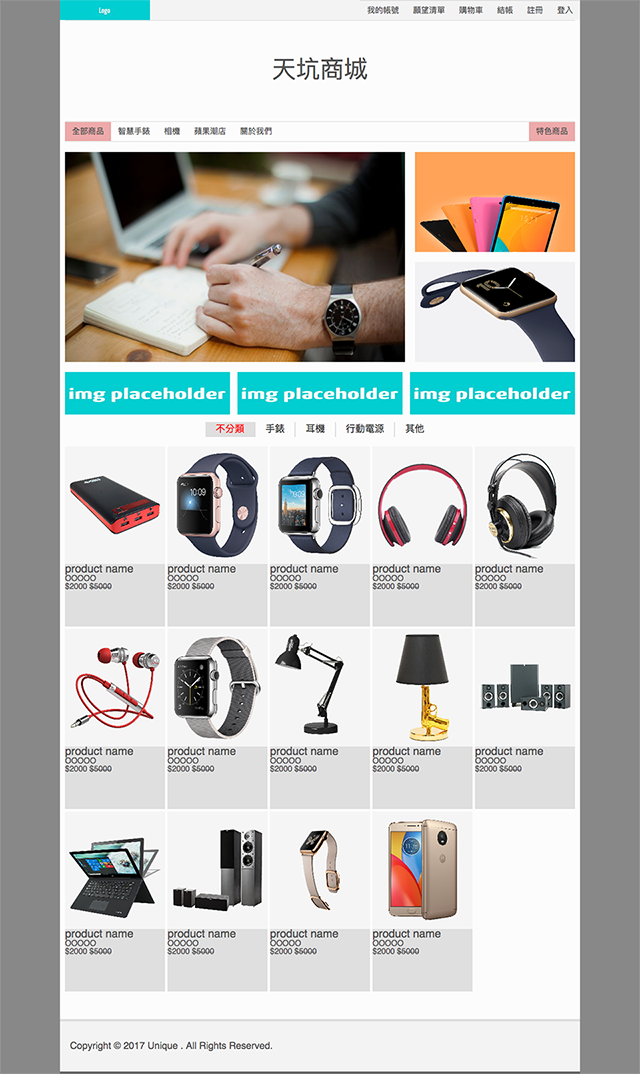 Logo
我的帳號 願望清單 購物車 結帳 註冊 登入
天坑商城
全部商品 智慧手錶 相機 蘋果潮店 關於我們 特色商品
img placeholder img placeholder img placeholder
不分類 手錶 耳機 行動電源 其他
product name product name product name product name product name
OOOOO OOOOO OOOOO OOOOO OOOOO
$2000 $5000 $2000 $5000 $2000 $5000 $2000 $5000 $2000 $5000
product name product name product name product name product name
OOOOO OOOOO OOOOO OOOOO OOOOO
$2000 $5000 $2000 $5000 $2000 $5000 $2000 $5000 $2000 $5000
product name product name product name product name
OOOOO OOOOO OOOOO OOOOO
$2000 $5000 $2000 $5000 $2000 $5000 $2000 $5000
Copyright © 2017 Unique . All Rights Reserved.